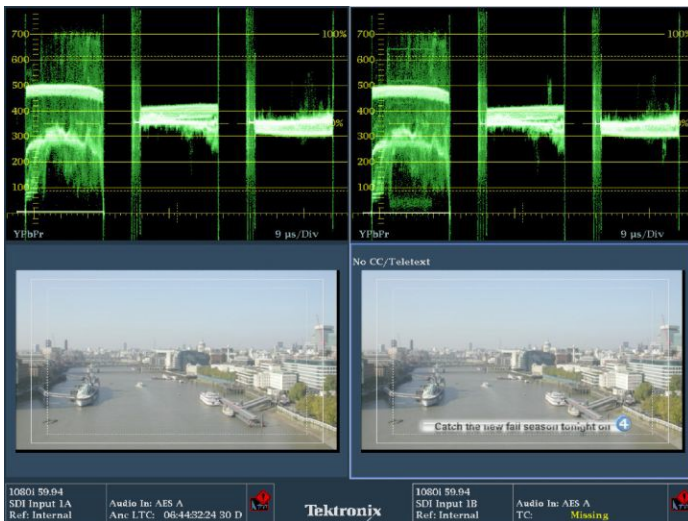 700
100%
600
500
400
300
200
100
YPbPr
9 µs/Div
700
100%
600
500
400
300
200
100
YPbPr
9 µs/Div
No CC/Teletext
Catch the new fall season tonight on 4
1080i 59.94
SDI Input 1A
Ref: Internal
Audio In: AES A
Anc LTC: 06:44:32:24 30 D
Tektronix
1080i 59.94
SDI Input 1B
Ref: Internal
Audio In: AES A
TC: Missing